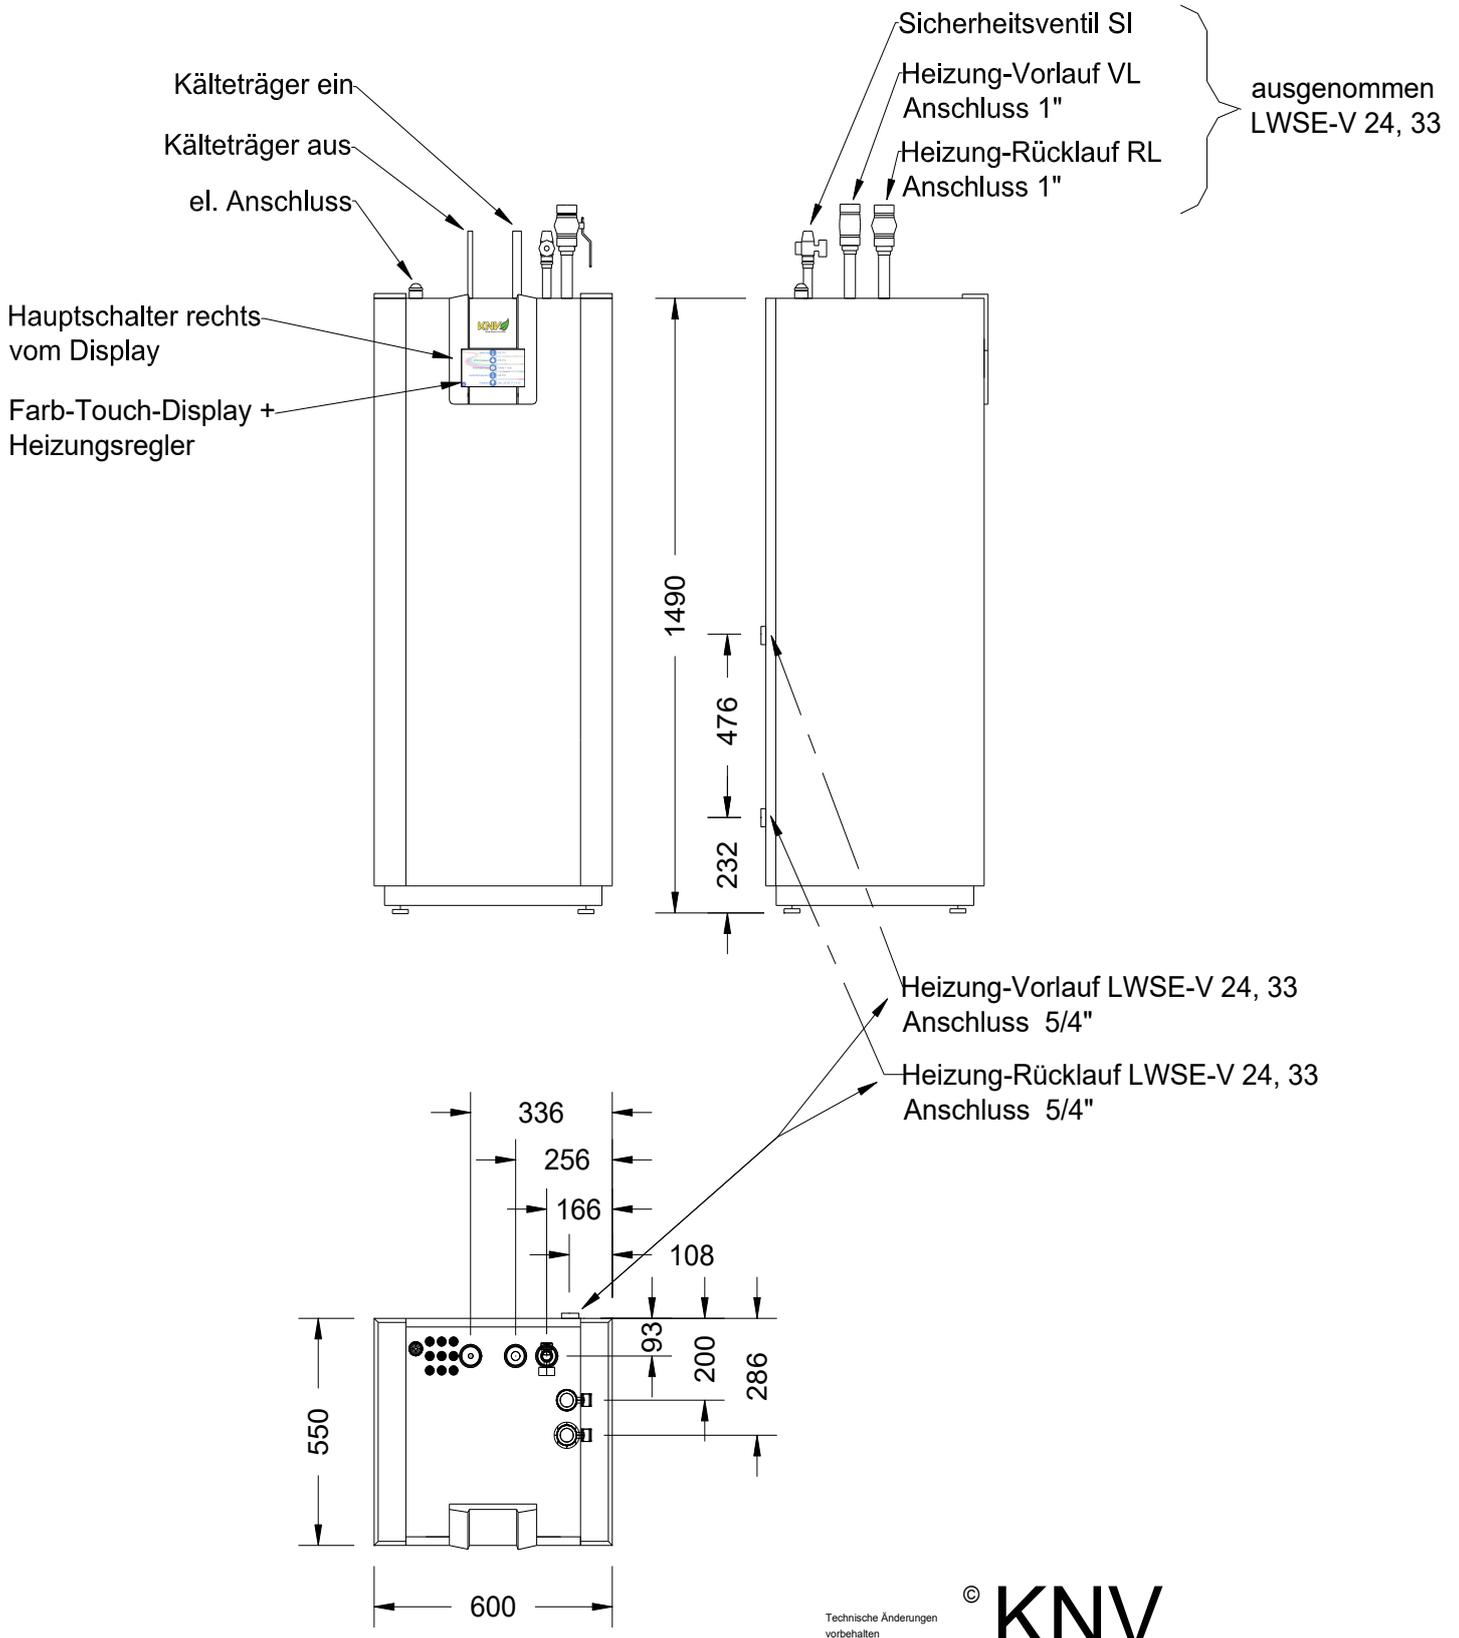 Sicherheitsventil SI
Heizung-Vorlauf VL
Anschluss 1"
Heizung-Rücklauf RL
Anschluss 1"
ausgenommen
LWSE-V 24, 33
Kälteträger ein
Kälteträger aus
el. Anschluss
Hauptschalter rechts
vom Display
Farb-Touch-Display +
Heizungsregler
KNV
1490
476
232
Heizung-Vorlauf LWSE-V 24, 33
Anschluss 5/4"
Heizung-Rücklauf LWSE-V 24, 33
Anschluss 5/4"
336
256
166
108
93
200
286
550
600
Technische Änderungen
vorbehalten
© KNV